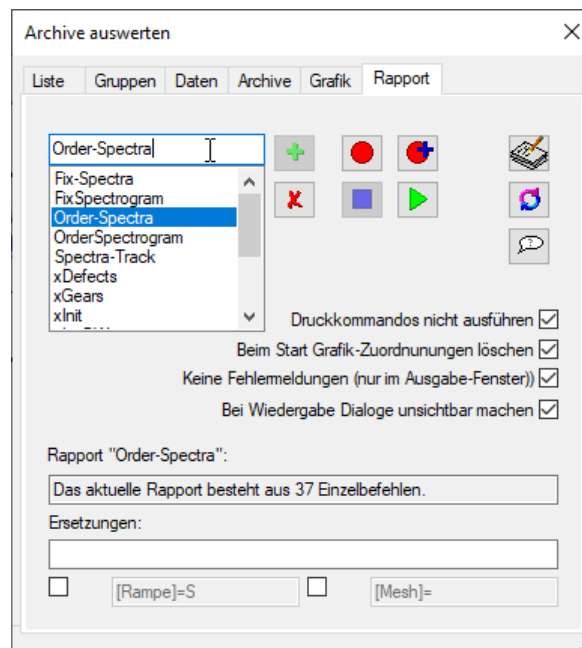 Archive auswerten
Liste Gruppen Daten Archive Grafik Rapport
Order-Spectra
Fix-Spectra
FixSpectrogram
Order-Spectra
OrderSpectrogram
Spectra-Track
xDefects
xGears
xInit
Druckkommandos nicht ausführen
Beim Start Grafik-Zuordnunungen löschen
Keine Fehlermeldungen (nur im Ausgabe-Fenster))
Bei Wiedergabe Dialoge unsichtbar machen
Rapport "Order-Spectra":
Das aktuelle Rapport besteht aus 37 Einzelbefehlen.
Ersetzungen:
[Rampe]=S [Mesh]=